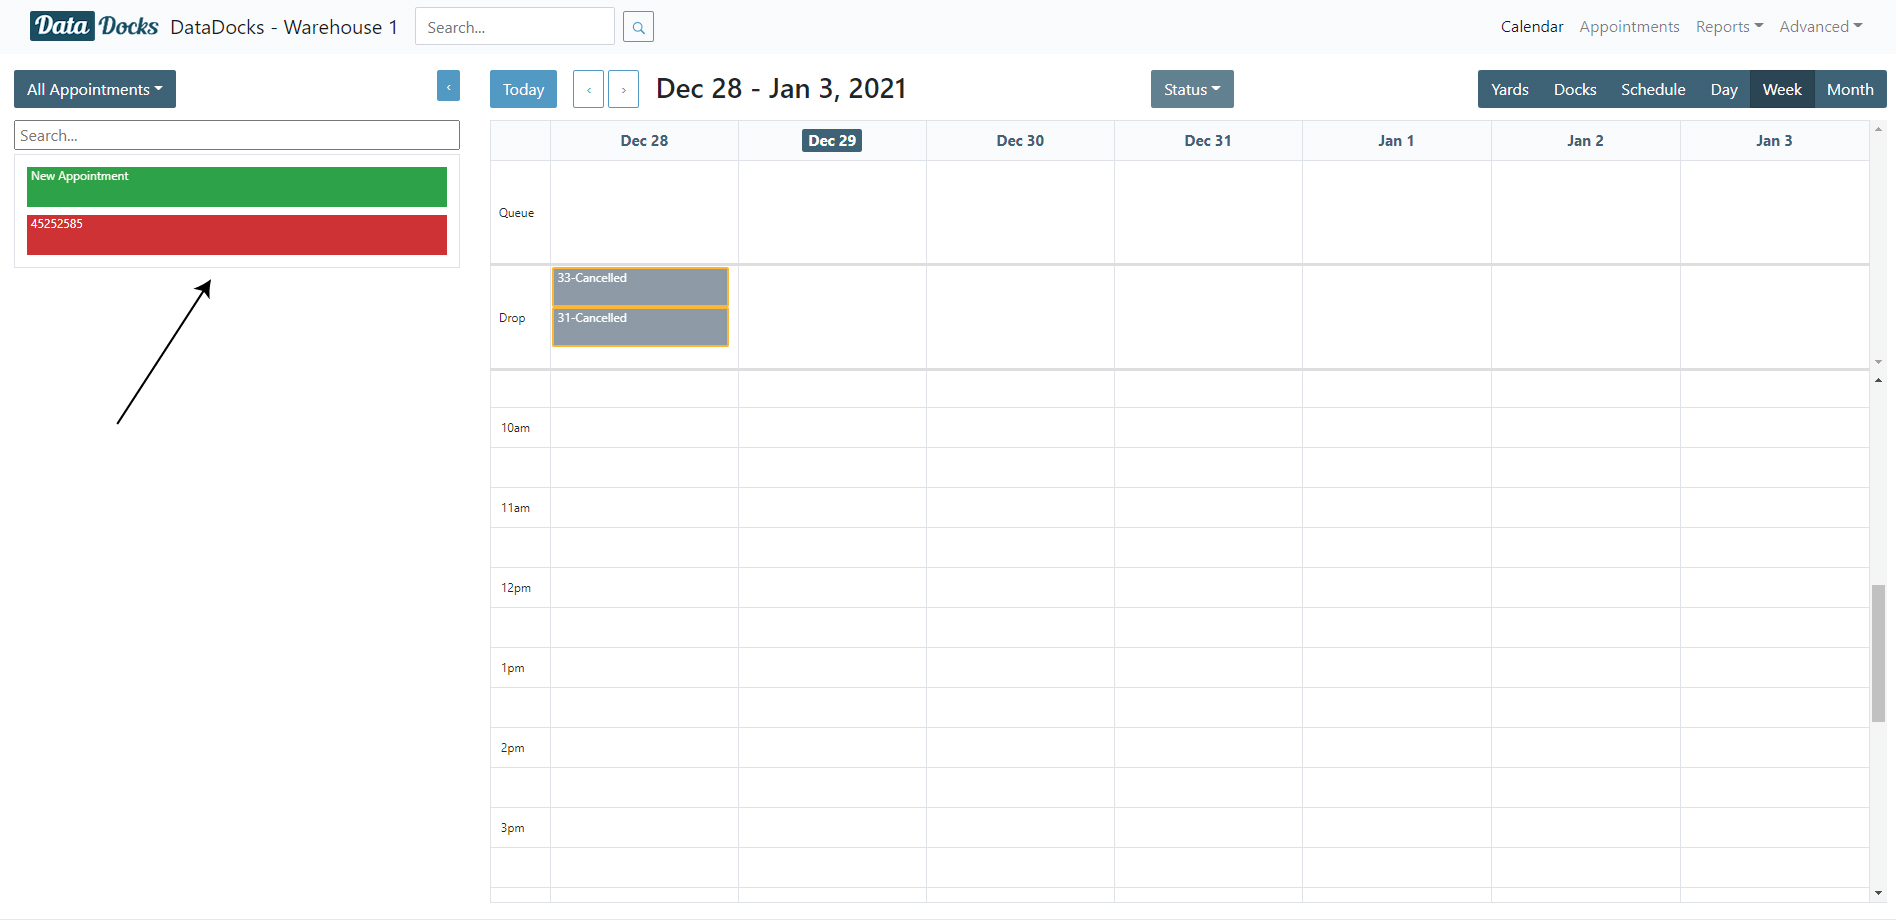 Data Docks DataDocks - Warehouse 1 Search... Calendar Appointments Reports Advanced
All Appointments ‹ Today ‹ › Dec 28 - Jan 3, 2021 Status Yards Docks Schedule Day Week Month
Search...
New Appointment
45252585
Dec 28 Dec 29 Dec 30 Dec 31 Jan 1 Jan 2 Jan 3
Queue
Drop
33-Cancelled
31-Cancelled
10am
11am
12pm
1pm
2pm
3pm